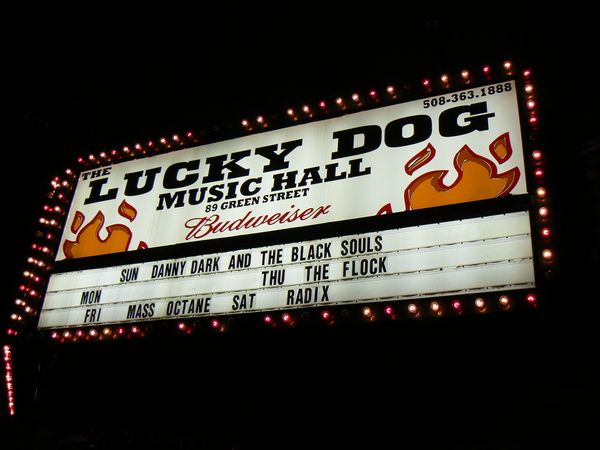 THE
LUCKY DOG
508-363.1888
MUSIC HALL
89 GREEN STREET
Budweiser
SUN DANNY DARK AND THE BLACK SOULS
MON THU THE FLOCK
FRI MASS OCTANE SAT RADIX